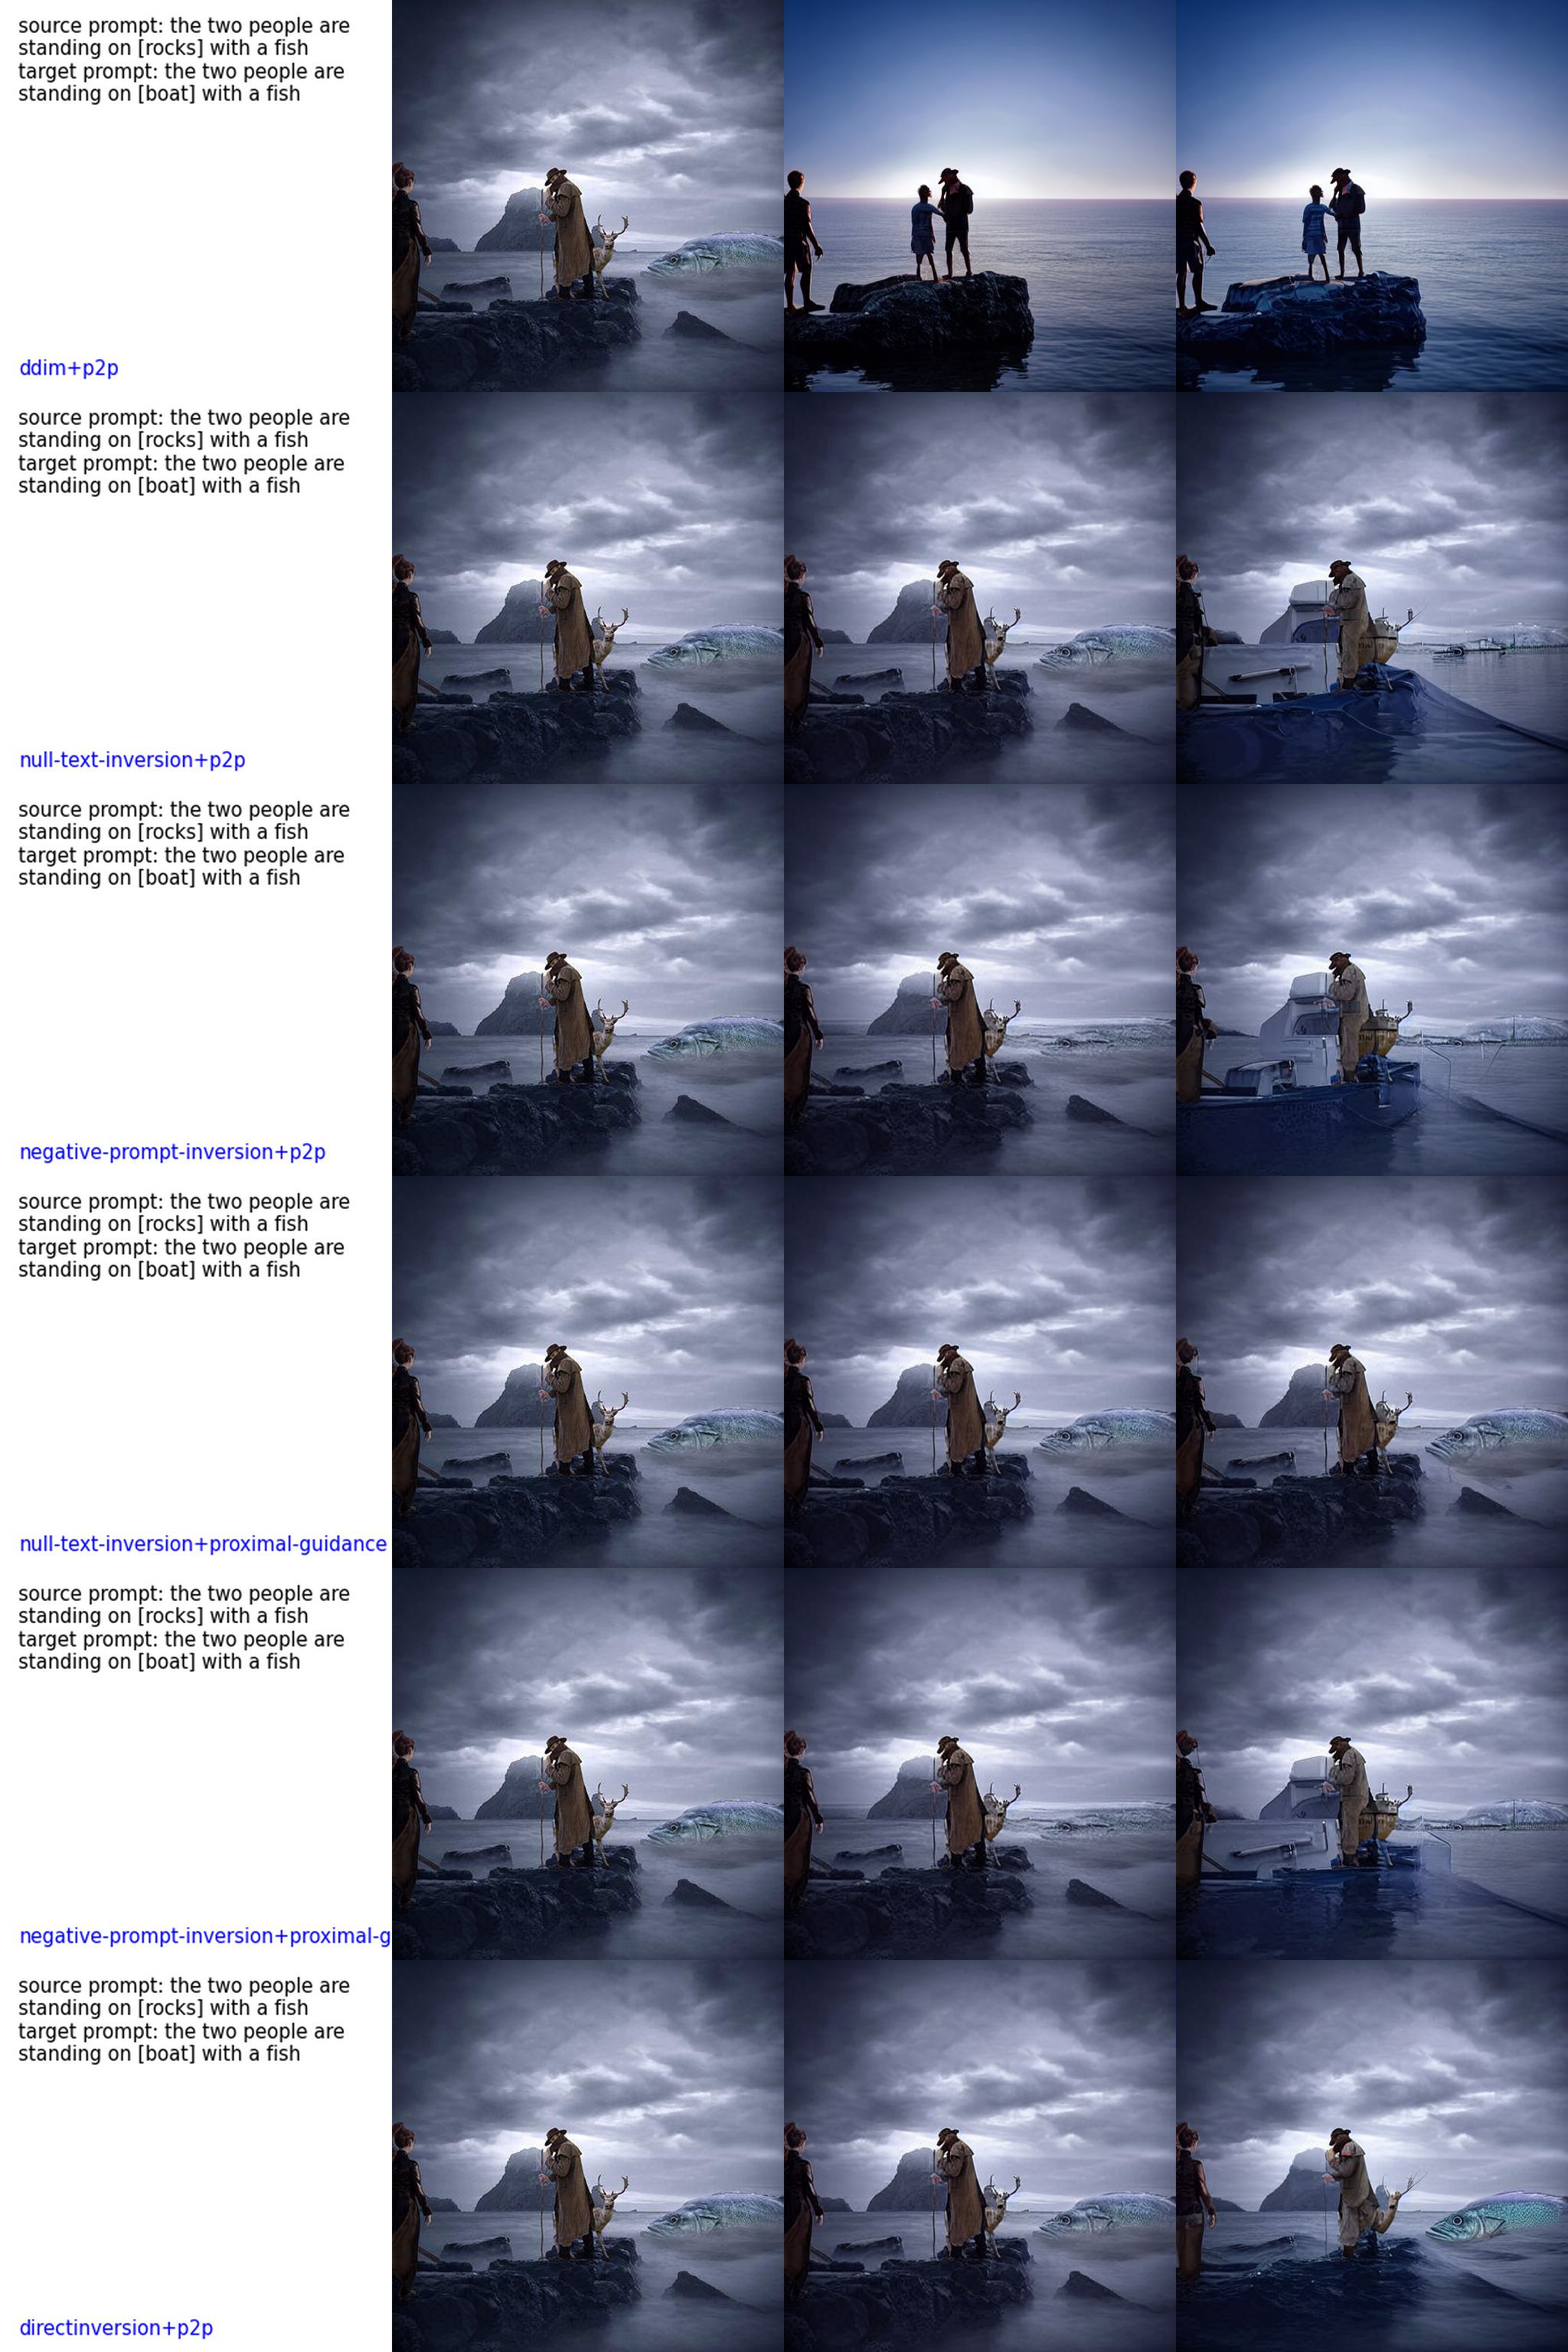 source prompt: the two people are
standing on [rocks] with a fish
target prompt: the two people are
standing on [boat] with a fish
ddim+p2p
source prompt: the two people are
standing on [rocks] with a fish
target prompt: the two people are
standing on [boat] with a fish
null-text-inversion+p2p
source prompt: the two people are
standing on [rocks] with a fish
target prompt: the two people are
standing on [boat] with a fish
negative-prompt-inversion+p2p
source prompt: the two people are
standing on [rocks] with a fish
target prompt: the two people are
standing on [boat] with a fish
null-text-inversion+proximal-guidance
source prompt: the two people are
standing on [rocks] with a fish
target prompt: the two people are
standing on [boat] with a fish
negative-prompt-inversion+proximal-g
source prompt: the two people are
standing on [rocks] with a fish
target prompt: the two people are
standing on [boat] with a fish
directinversion+p2p